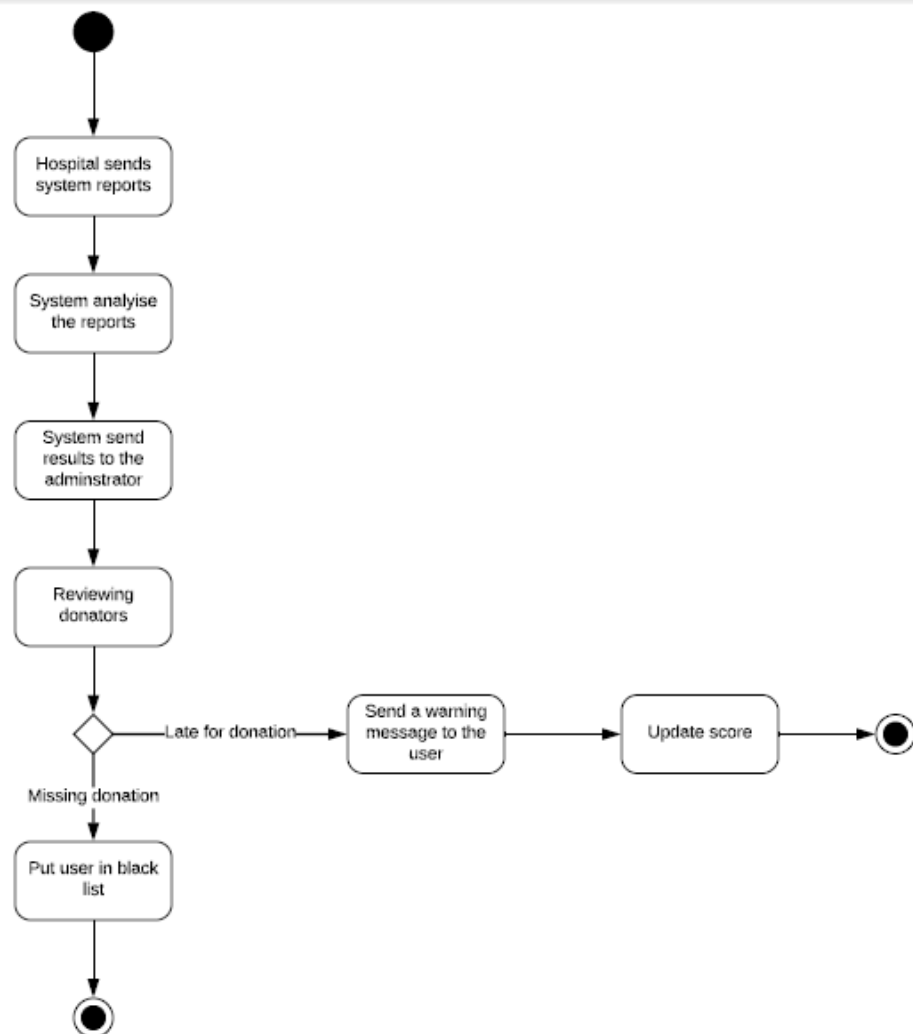 Hospital sends
system reports
System analyise
the reports
System send
results to the
adminstrator
Reviewing
donators
Late for donation
Send a warning
message to the
user
Update score
Missing donation
Put user in black
list